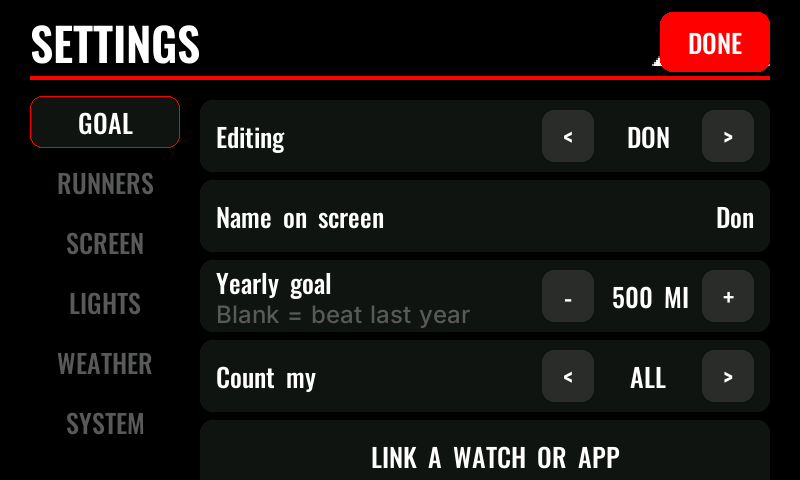 SETTINGS
DONE
GOAL
RUNNERS
SCREEN
LIGHTS
WEATHER
SYSTEM
Editing
< DON >
Name on screen
Don
Yearly goal
Blank = beat last year
- 500 MI +
Count my
< ALL >
LINK A WATCH OR APP